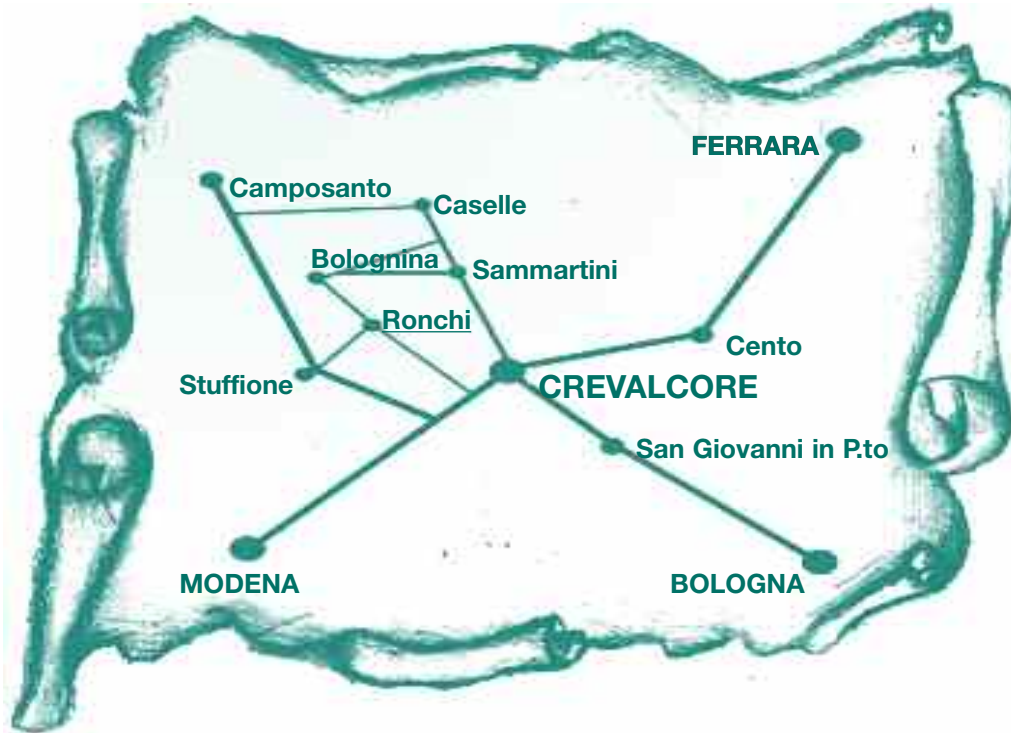 FERRARA
Camposanto
Caselle
Bolognina
Sammartini
Ronchi
Cento
Stuffione
CREVALCORE
San Giovanni in P.to
MODENA
BOLOGNA